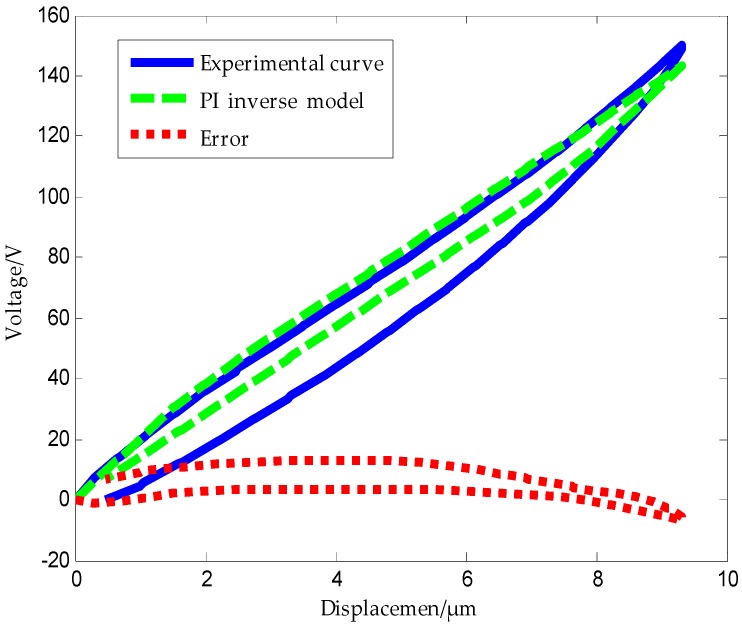 160
140
120
100
80
60
40
20
0
-20
Voltage/V
Experimental curve
PI inverse model
Error
0 2 4 6 8 10
Displacemen/μm